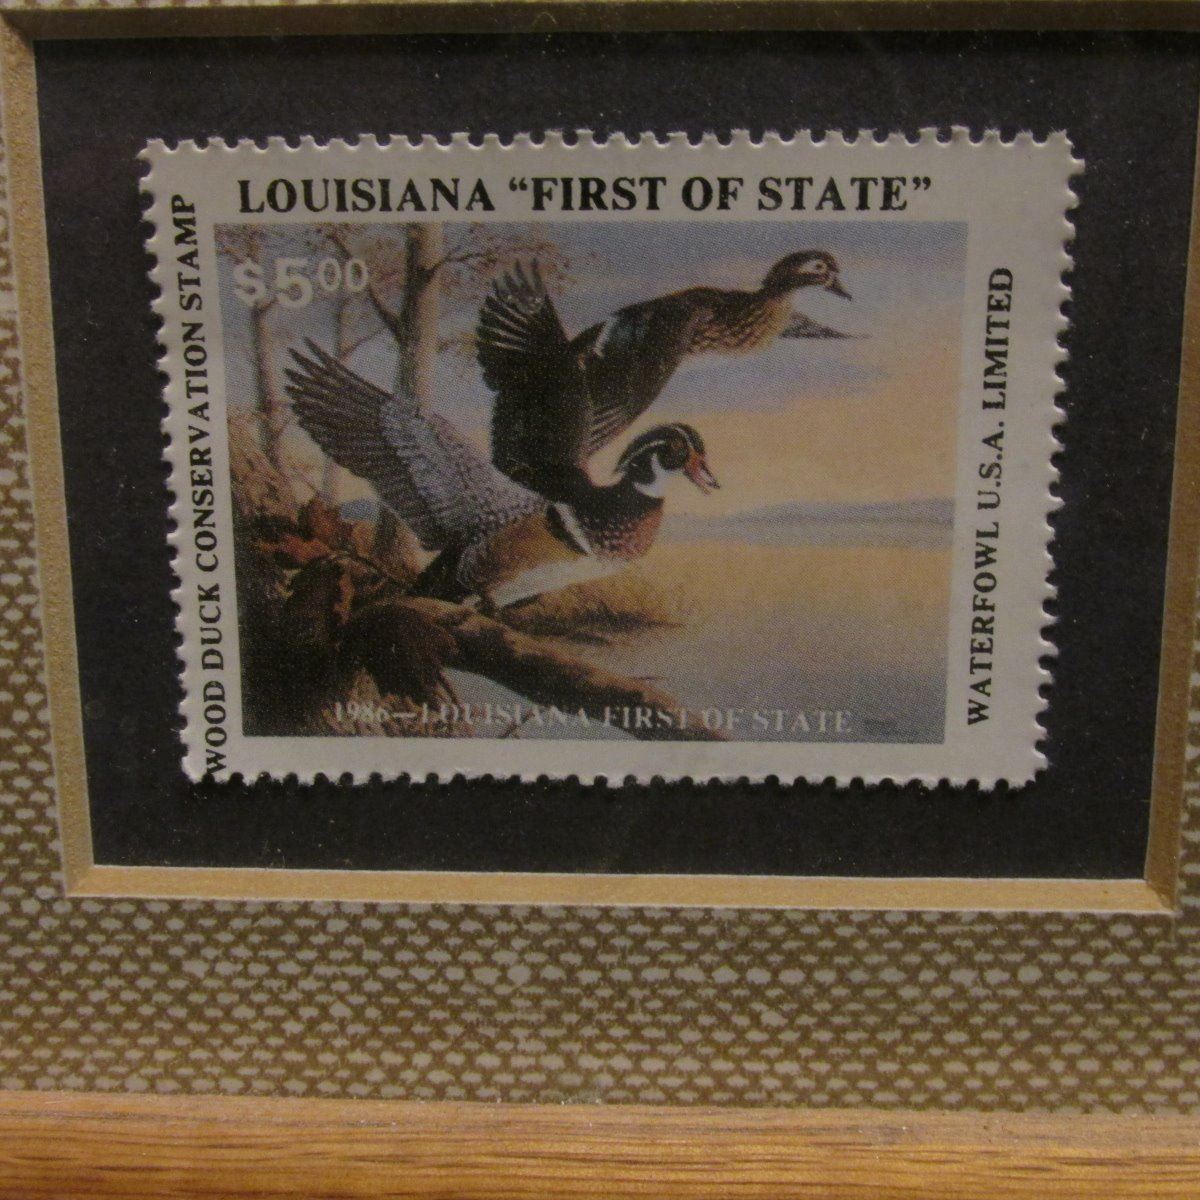 LOUISIANA “FIRST OF STATE”
$5.00
WOOD DUCK CONSERVATION STAMP
WATERFOWL U.S.A. LIMITED
1986—LOUISIANA FIRST OF STATE